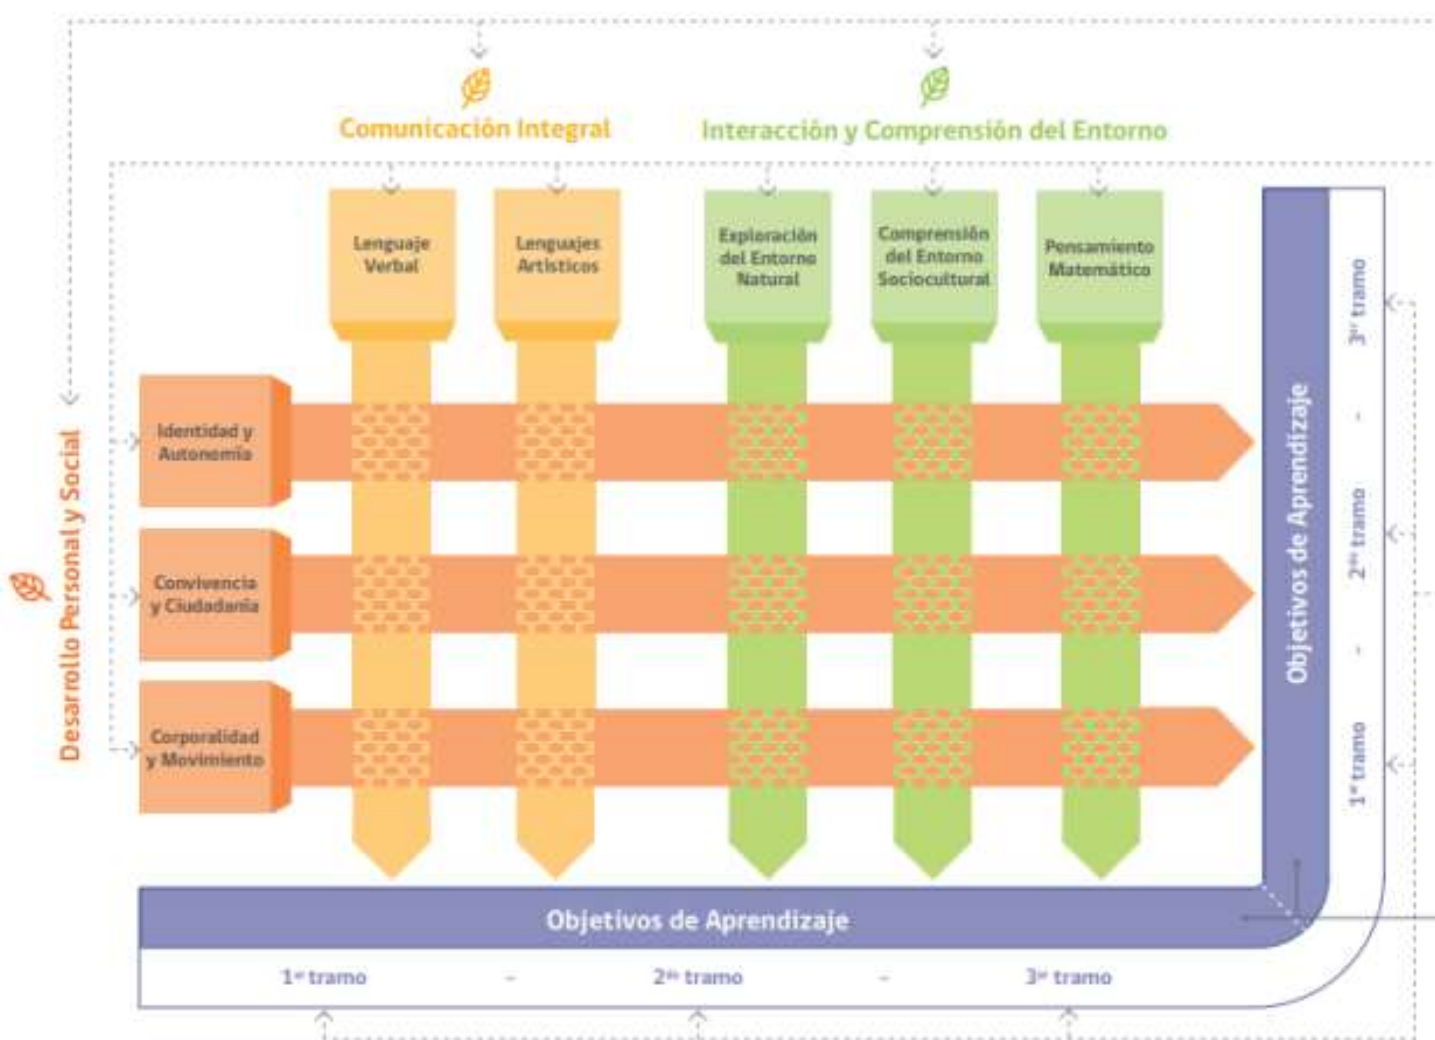 Comunicación Integral
Interacción y Comprensión del Entorno
Lenguaje
Verbal
Lenguajes
Artísticos
Exploración
del Entorno
Natural
Comprensión
del Entorno
Sociocultural
Pensamiento
Matemático
Desarrollo Personal y Social
Identidad y
Autonomía
Convivencia
y Ciudadanía
Corporalidad
y Movimiento
Objetivos de Aprendizaje
3er tramo - 2do tramo - 1er tramo
Objetivos de Aprendizaje
1er tramo - 2do tramo - 3er tramo